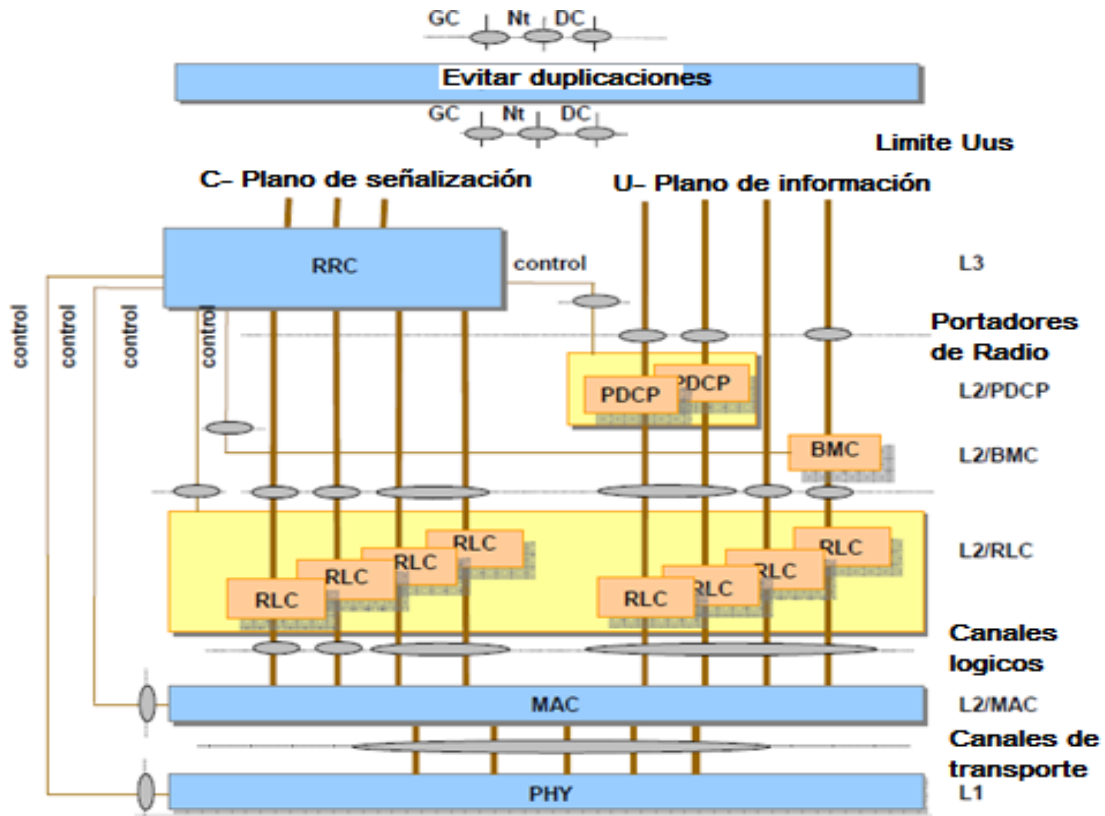 GC Nt DC
Evitar duplicaciones
GC Nt DC
Limite Uus
C- Plano de señalización
U- Plano de información
RRC
control
L3
control
control
control
control
Portadores
de Radio
PDCP
PDCP
L2/PDCP
BMC
L2/BMC
RLC
RLC
RLC
RLC
RLC
RLC
RLC
RLC
L2/RLC
Canales
logicos
MAC
L2/MAC
Canales de
transporte
PHY
L1